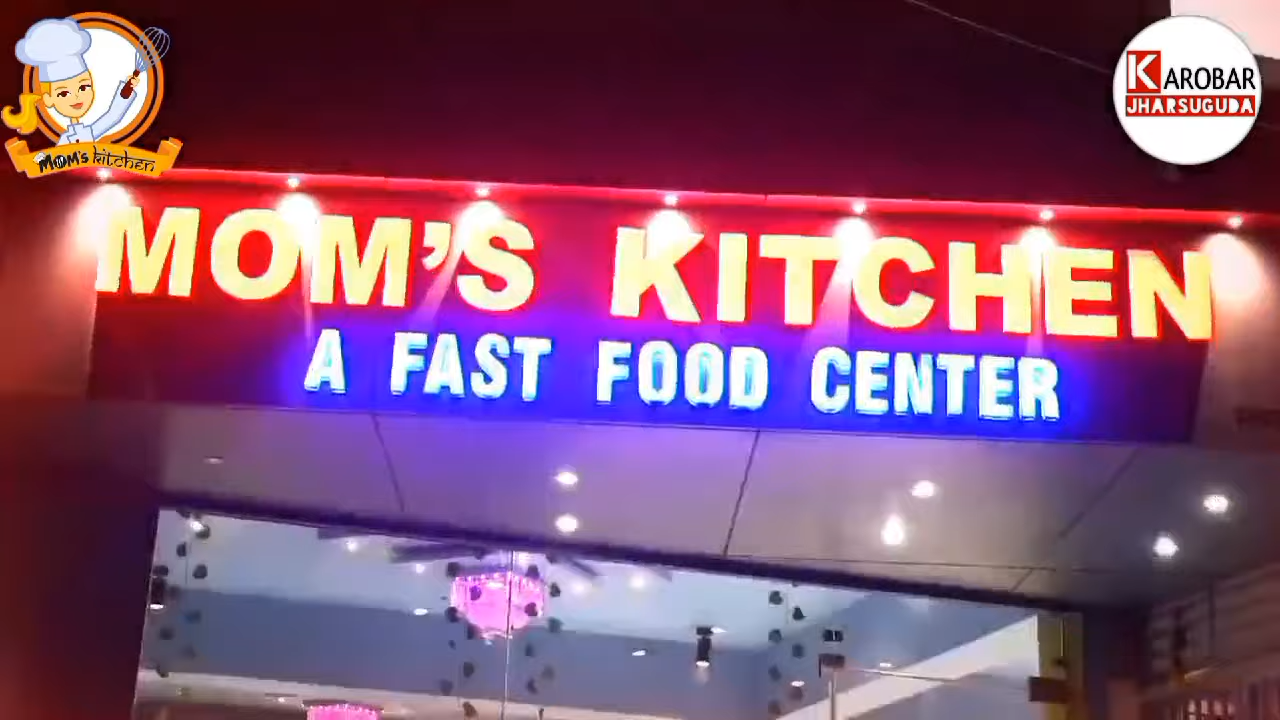 MOM's kitchen
KAROBAR
JHARSUGUDA
MOM'S KITCHEN
A FAST FOOD CENTER